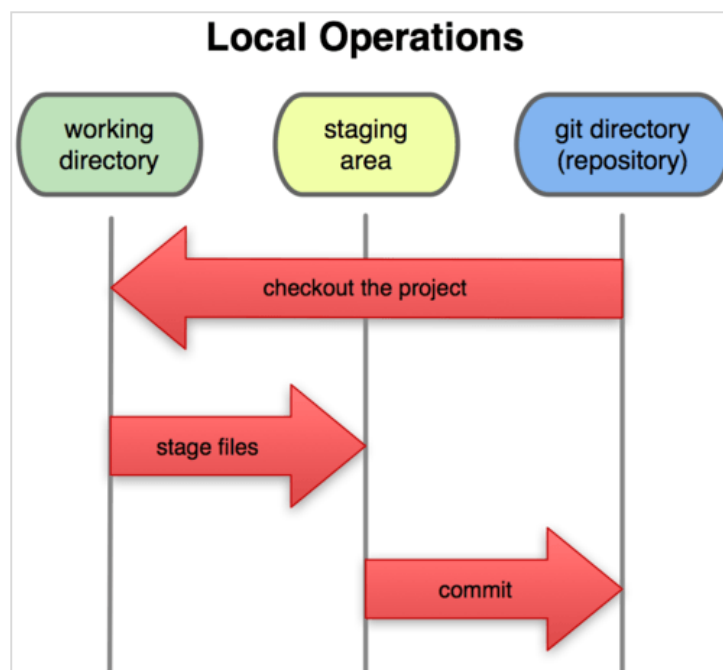 Local Operations
working
directory
staging
area
git directory
(repository)
checkout the project
stage files
commit